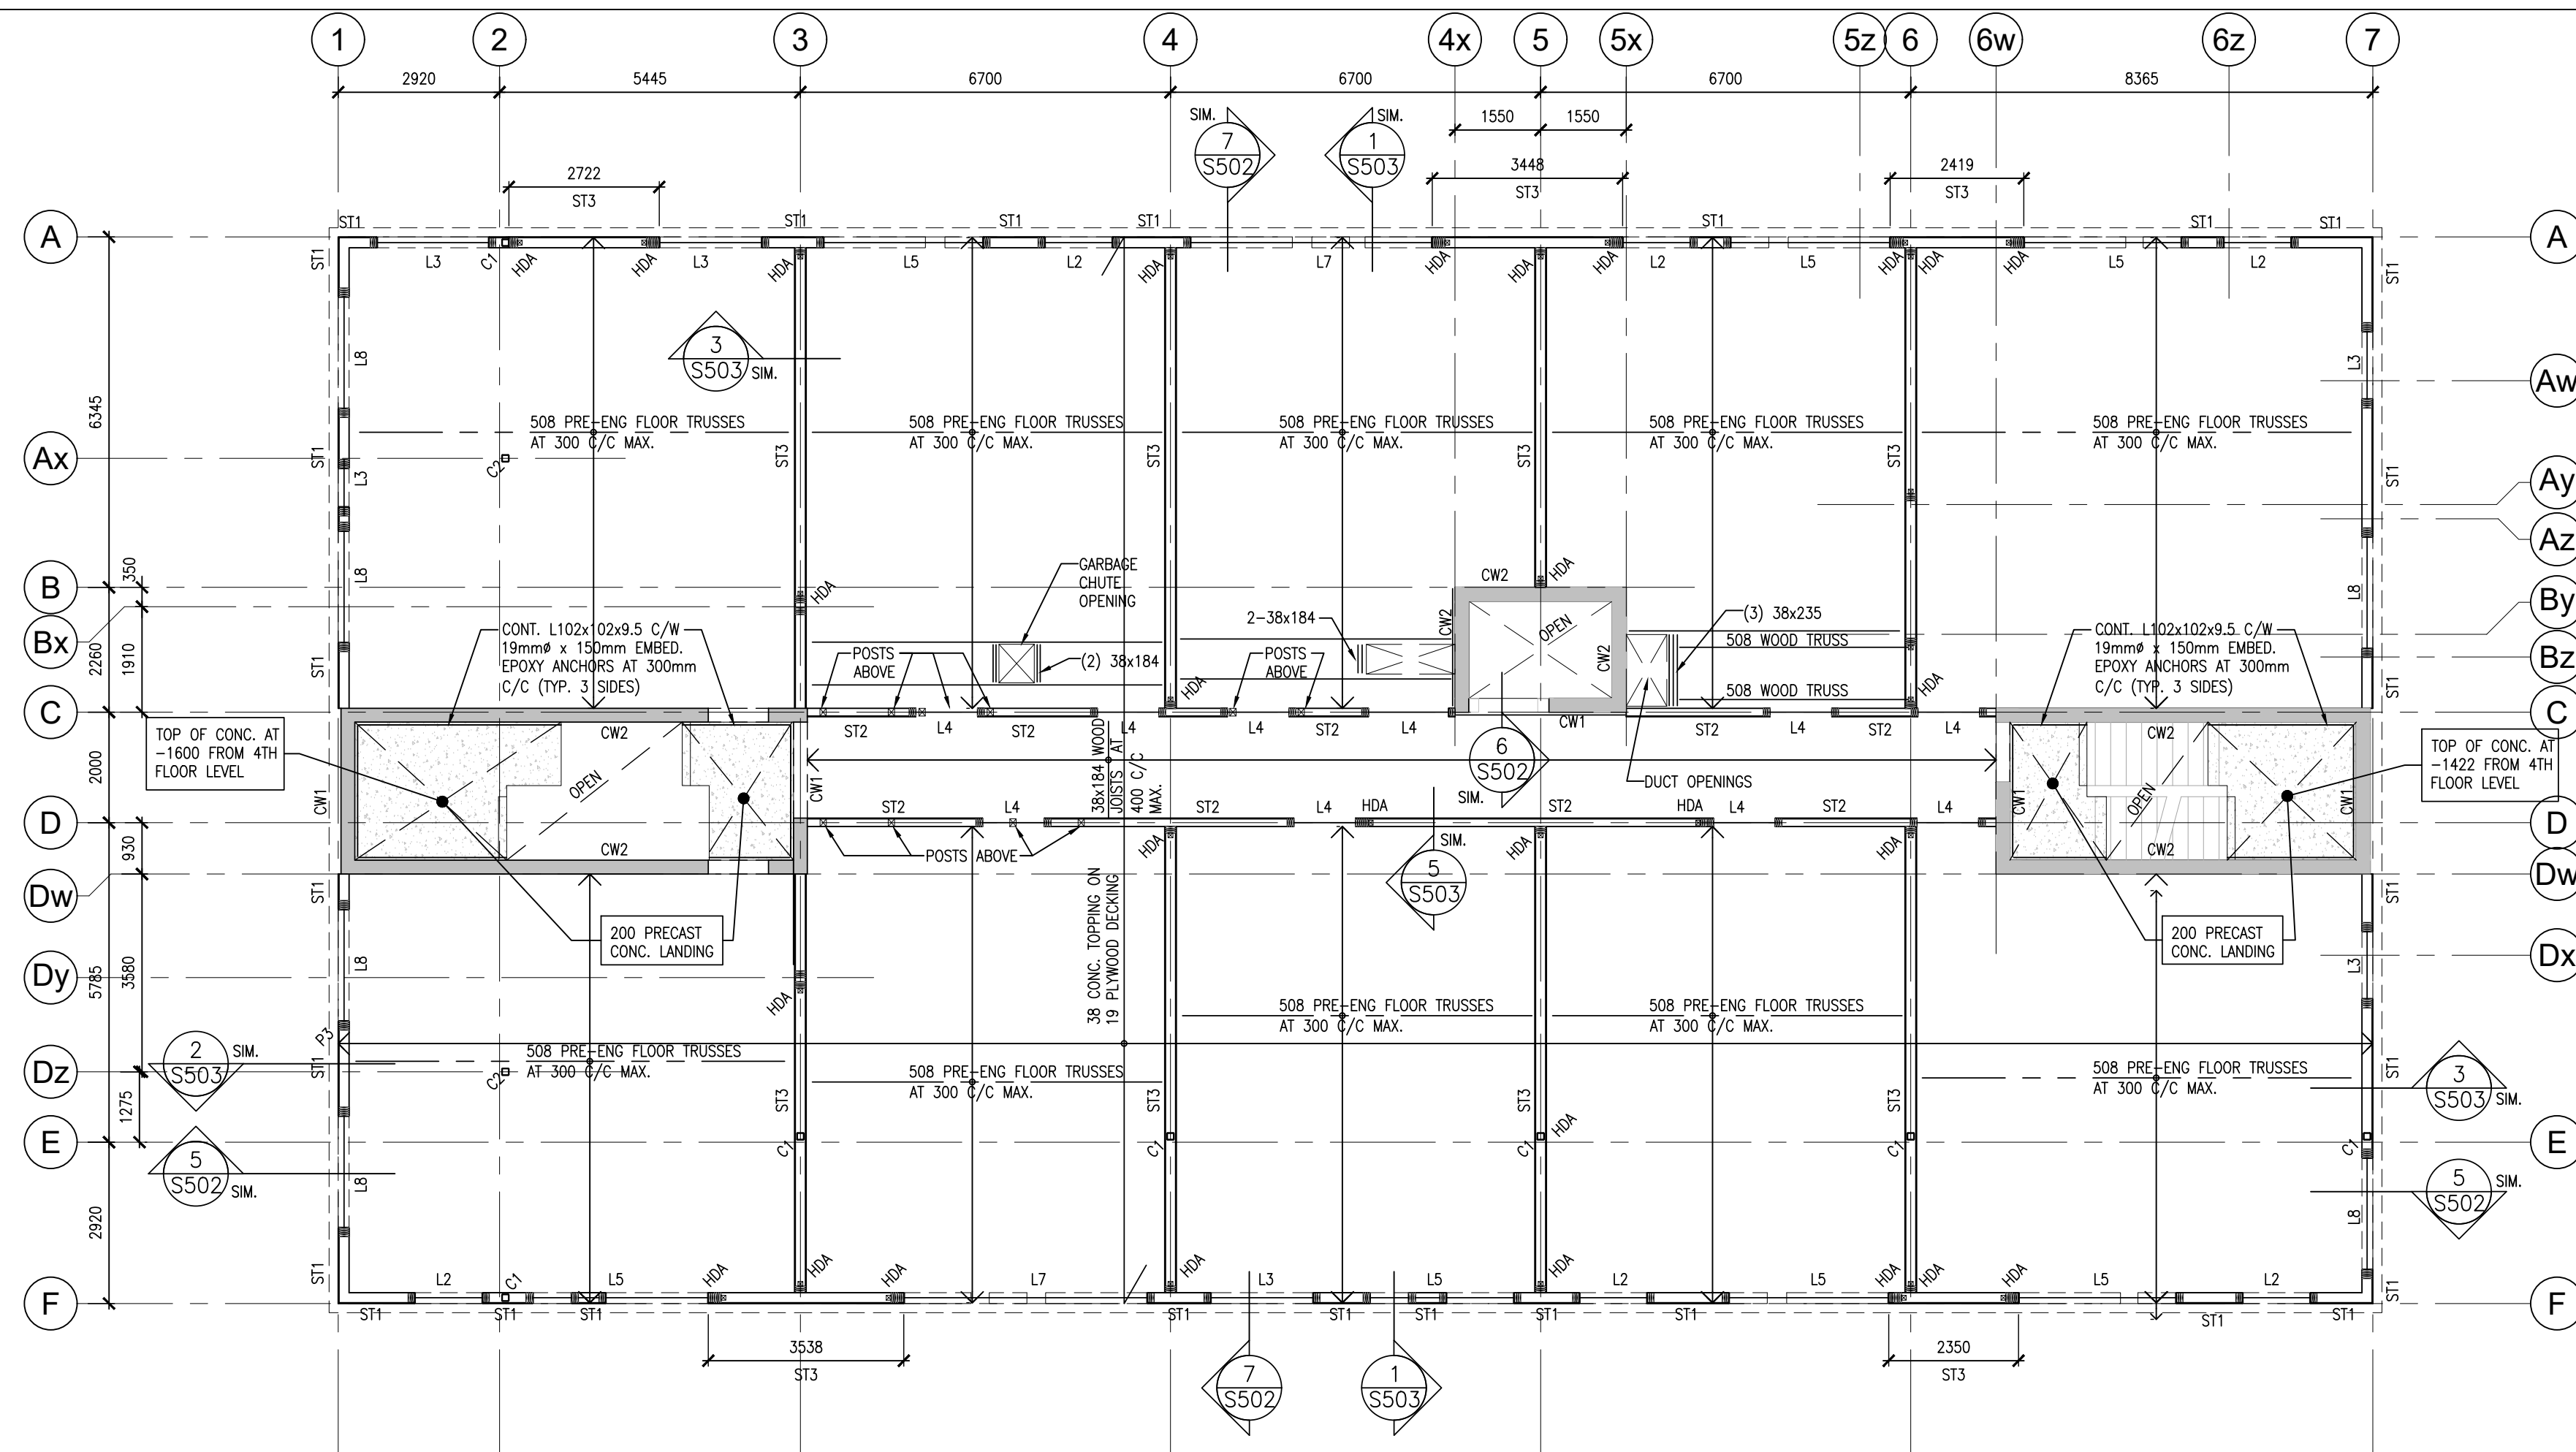 1 2 3 4 4x 5 5x 5z 6 6w 6z 7
2920 5445 6700 6700 6700 8365
1550 1550
SIM. 7 S502
1 S503 SIM.
2722
ST3
3448
ST3
2419
ST3
A ST1 ST1 ST1 ST1 ST1 ST1 ST1 A
ST1 L3 C1 HDA HDA L3 HDA L5 L2 HDA L7 HDA HDA HDA L2 L5 HDA HDA HDA L5 L2 ST1
3
S503 SIM.
L8
L3
Aw
6345
508 PRE-ENG FLOOR TRUSSES
AT 300 C/C MAX.
508 PRE-ENG FLOOR TRUSSES
AT 300 C/C MAX.
508 PRE-ENG FLOOR TRUSSES
AT 300 C/C MAX.
508 PRE-ENG FLOOR TRUSSES
AT 300 C/C MAX.
508 PRE-ENG FLOOR TRUSSES
AT 300 C/C MAX.
Ax ST1 L3 C2 ST3 ST3 ST3 ST3 ST1 Ay
Az
350
B L8 HDA CW2 HDA L8 By
GARBAGE
CHUTE
OPENING
2-38x184
CW2
OPEN
CW2
(3) 38x235
508 WOOD TRUSS
508 WOOD TRUSS
Bx
2260
1910
CONT. L102x102x9.5 C/W
19mmø x 150mm EMBED.
EPOXY ANCHORS AT 300mm
C/C (TYP. 3 SIDES)
POSTS
ABOVE
(2) 38x184
POSTS
ABOVE
CONT. L102x102x9.5 C/W
19mmø x 150mm EMBED.
EPOXY ANCHORS AT 300mm
C/C (TYP. 3 SIDES)
Bz
ST1 HDA HDA ST1
C ST2 L4 ST2 L4 L4 ST2 L4 CW1 ST2 L4 ST2 L4 C
TOP OF CONC. AT
-1600 FROM 4TH
FLOOR LEVEL
CW2
OPEN
CW1
CW1
CW2
2000
38x184 WOOD
JOISTS AT
400 C/C
MAX.
6
S502
SIM.
DUCT OPENINGS
CW2
CW1
OPEN
CW1
CW2
TOP OF CONC. AT
-1422 FROM 4TH
FLOOR LEVEL
D ST2 L4 ST2 L4 HDA ST2 HDA L4 ST2 L4 D
930
HDA HDA HDA
POSTS ABOVE
SIM.
5
S503
Dw ST1 ST1 Dw
38 CONC. TOPPING ON
19 PLYWOOD DECKING
200 PRECAST
CONC. LANDING
200 PRECAST
CONC. LANDING
5785
3580
Dy L8 HDA L3 Dx
508 PRE-ENG FLOOR TRUSSES
AT 300 C/C MAX.
508 PRE-ENG FLOOR TRUSSES
AT 300 C/C MAX.
P3
2
S503
SIM.
Dz ST1 C2 ST1
508 PRE-ENG FLOOR TRUSSES
AT 300 C/C MAX.
508 PRE-ENG FLOOR TRUSSES
AT 300 C/C MAX.
508 PRE-ENG FLOOR TRUSSES
AT 300 C/C MAX.
3
S503 SIM.
1275
ST3 ST3 ST3 ST3
E C1 C1 C1 HDA C1 C1 E
5
S502 SIM.
L8
L8
5
S502
SIM.
2920
ST1 L2 C1 L5 HDA HDA HDA L7 HDA L3 L5 HDA L2 L5 HDA HDA HDA L5 L2 ST1
F ST1 ST1 ST1 ST1 ST1 ST1 ST1 ST1 ST1 ST1 F
3538
ST3
7
S502
1
S503
2350
ST3